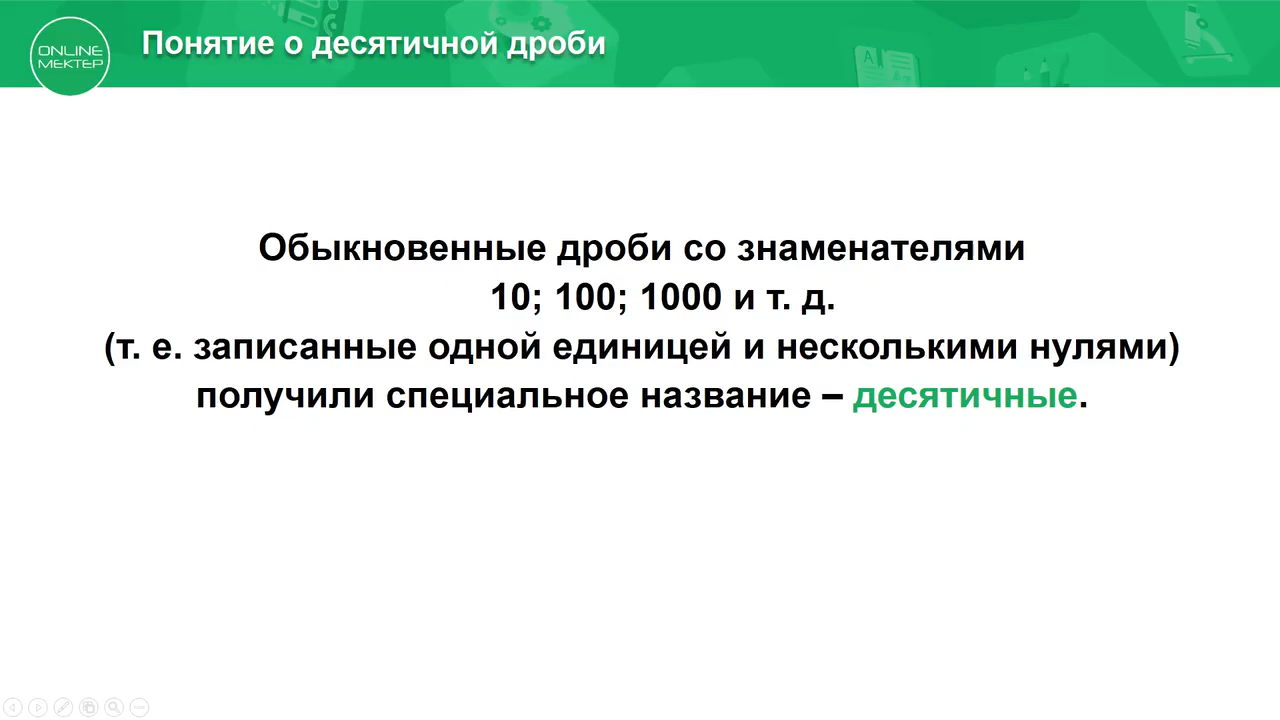 ONLINE
МЕКТЕР
Понятие о десятичной дроби
Обыкновенные дроби со знаменателями
10; 100; 1000 и т. д.
(т. е. записанные одной единицей и несколькими нулями)
получили специальное название – десятичные.